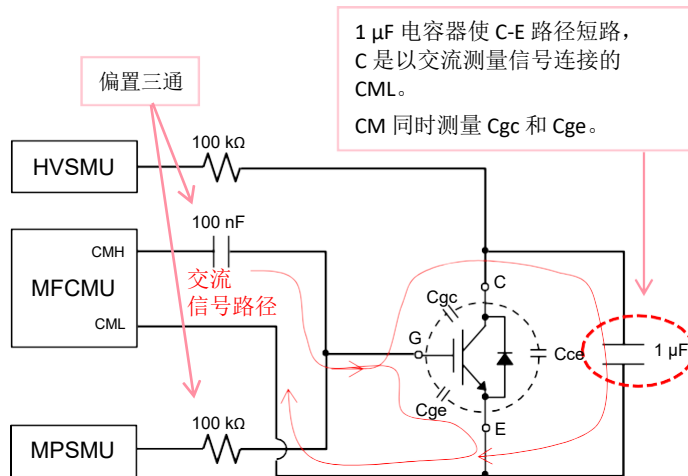 1 μF 电容器使 C-E 路径短路，
C 是以交流测量信号连接的
CML。
CM 同时测量 Cgc 和 Cge。
偏置三通
100 kΩ
HVSMU
100 nF
CMH
交流
信号路径
MFCMU
CML
C
Cgc
G
Cce
1 μF
Cge
E
100 kΩ
MPSMU